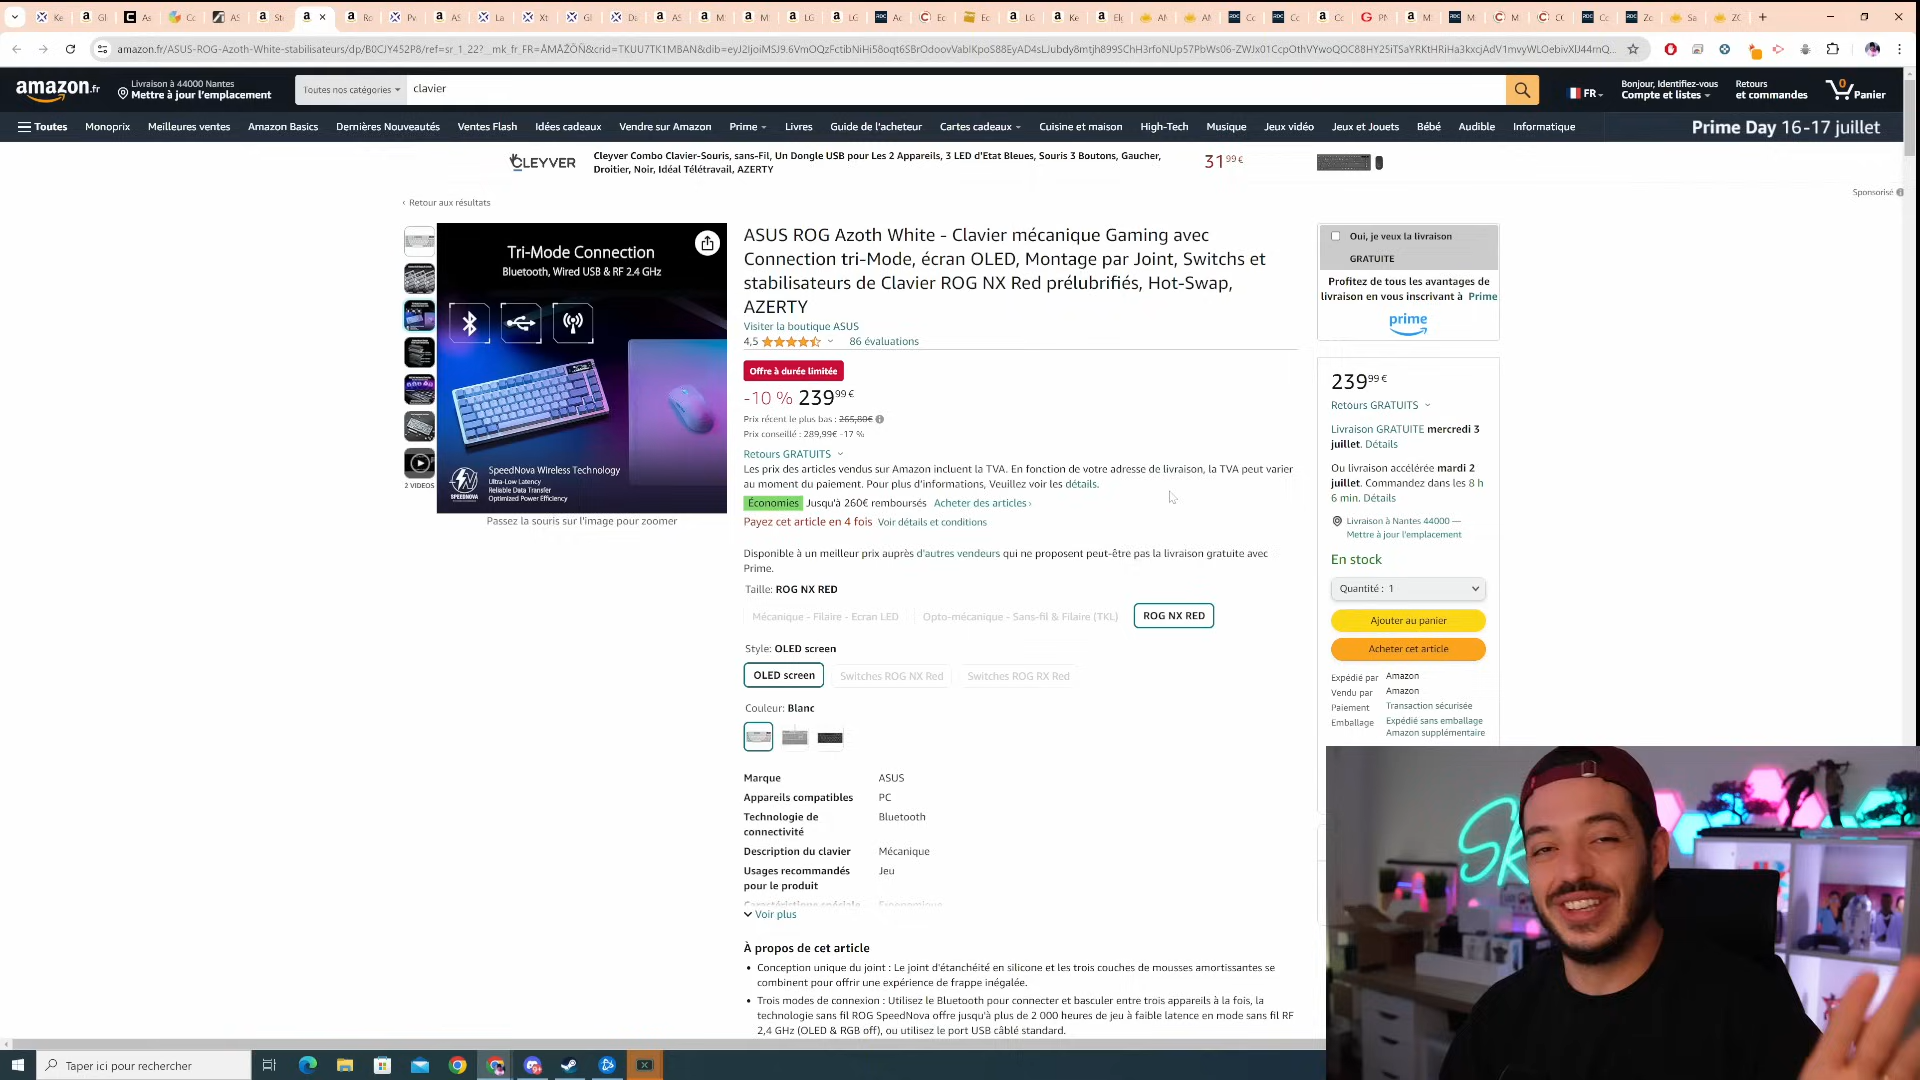 amazon.fr/ASUS-ROG-Azoth-White-stabilisateurs/dp/B0CJY452P8/ref=sr_1_22?
amazon.fr
Livraison à 44000 Nantes
Mettre à jour l'emplacement
Toutes nos catégories
clavier
FR
Bonjour, Identifiez-vous
Compte et listes
Retours
et commandes
0
Panier
Toutes
Monoprix
Meilleures ventes
Amazon Basics
Dernières Nouveautés
Ventes Flash
Idées cadeaux
Vendre sur Amazon
Prime
Livres
Guide de l'acheteur
Cartes cadeaux
Cuisine et maison
High-Tech
Musique
Jeux vidéo
Jeux et Jouets
Bébé
Audible
Informatique
Prime Day 16-17 juillet
CLEYVER
Cleyver Combo Clavier-Souris, sans-Fil, Un Dongle USB pour Les 2 Appareils, 3 LED d'Etat Bleues, Souris 3 Boutons, Gaucher,
Droitier, Noir, Idéal Télétravail, AZERTY
31,99 €
Sponsorisé
‹ Retour aux résultats
Tri-Mode Connection
Bluetooth, Wired USB & RF 2.4 GHz
SPEEDNOVA
SpeedNova Wireless Technology
Ultra-Low Latency
Reliable Data Transfer
Optimized Power Efficiency
2 VIDEOS
Passez la souris sur l'image pour zoomer
ASUS ROG Azoth White - Clavier mécanique Gaming avec
Connection tri-Mode, écran OLED, Montage par Joint, Switchs et
stabilisateurs de Clavier ROG NX Red prélubrifiés, Hot-Swap,
AZERTY
Visiter la boutique ASUS
4,5
86 évaluations
Offre à durée limitée
-10 % 239,99 €
Prix récent le plus bas : 265,80€
Prix conseillé : 289,99€ -17 %
Retours GRATUITS
Les prix des articles vendus sur Amazon incluent la TVA. En fonction de votre adresse de livraison, la TVA peut varier
au moment du paiement. Pour plus d'informations, Veuillez voir les détails.
Économies Jusqu'à 260€ remboursés Acheter des articles ›
Payez cet article en 4 fois Voir détails et conditions
Disponible à un meilleur prix auprès d'autres vendeurs qui ne proposent peut-être pas la livraison gratuite avec
Prime.
Taille: ROG NX RED
Mécanique - Filaire - Ecran LED
Opto-mécanique - Sans-fil & Filaire (TKL)
ROG NX RED
Style: OLED screen
OLED screen
Switches ROG NX Red
Switches ROG RX Red
Couleur: Blanc
Marque ASUS
Appareils compatibles PC
Technologie de
connectivité Bluetooth
Description du clavier Mécanique
Usages recommandés
pour le produit Jeu
Caractéristique spéciale Ergonomique
Voir plus
À propos de cet article
• Conception unique du joint : Le joint d'étanchéité en silicone et les trois couches de mousses amortissantes se
combinent pour offrir une expérience de frappe inégalée.
• Trois modes de connexion : Utilisez le Bluetooth pour connecter et basculer entre trois appareils à la fois, la
technologie sans fil ROG SpeedNova offre jusqu'à plus de 2 000 heures de jeu à faible latence en mode sans fil RF
2,4 GHz (OLED & RGB off), ou utilisez le port USB câblé standard.
Oui, je veux la livraison
GRATUITE
Profitez de tous les avantages de
livraison en vous inscrivant à Prime
prime
239,99 €
Retours GRATUITS
Livraison GRATUITE mercredi 3
juillet. Détails
Ou livraison accélérée mardi 2
juillet. Commandez dans les 8 h
6 min. Détails
Livraison à Nantes 44000 —
Mettre à jour l'emplacement
En stock
Quantité : 1
Ajouter au panier
Acheter cet article
Expédié par Amazon
Vendu par Amazon
Paiement Transaction sécurisée
Emballage Expédié sans emballage
Amazon supplémentaire
Taper ici pour rechercher